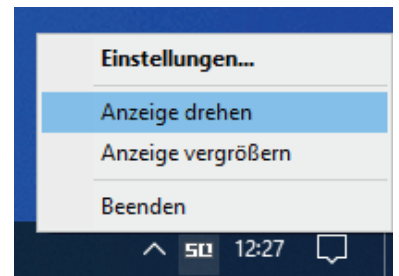 Einstellungen...
Anzeige drehen
Anzeige vergrößern
Beenden
12:27